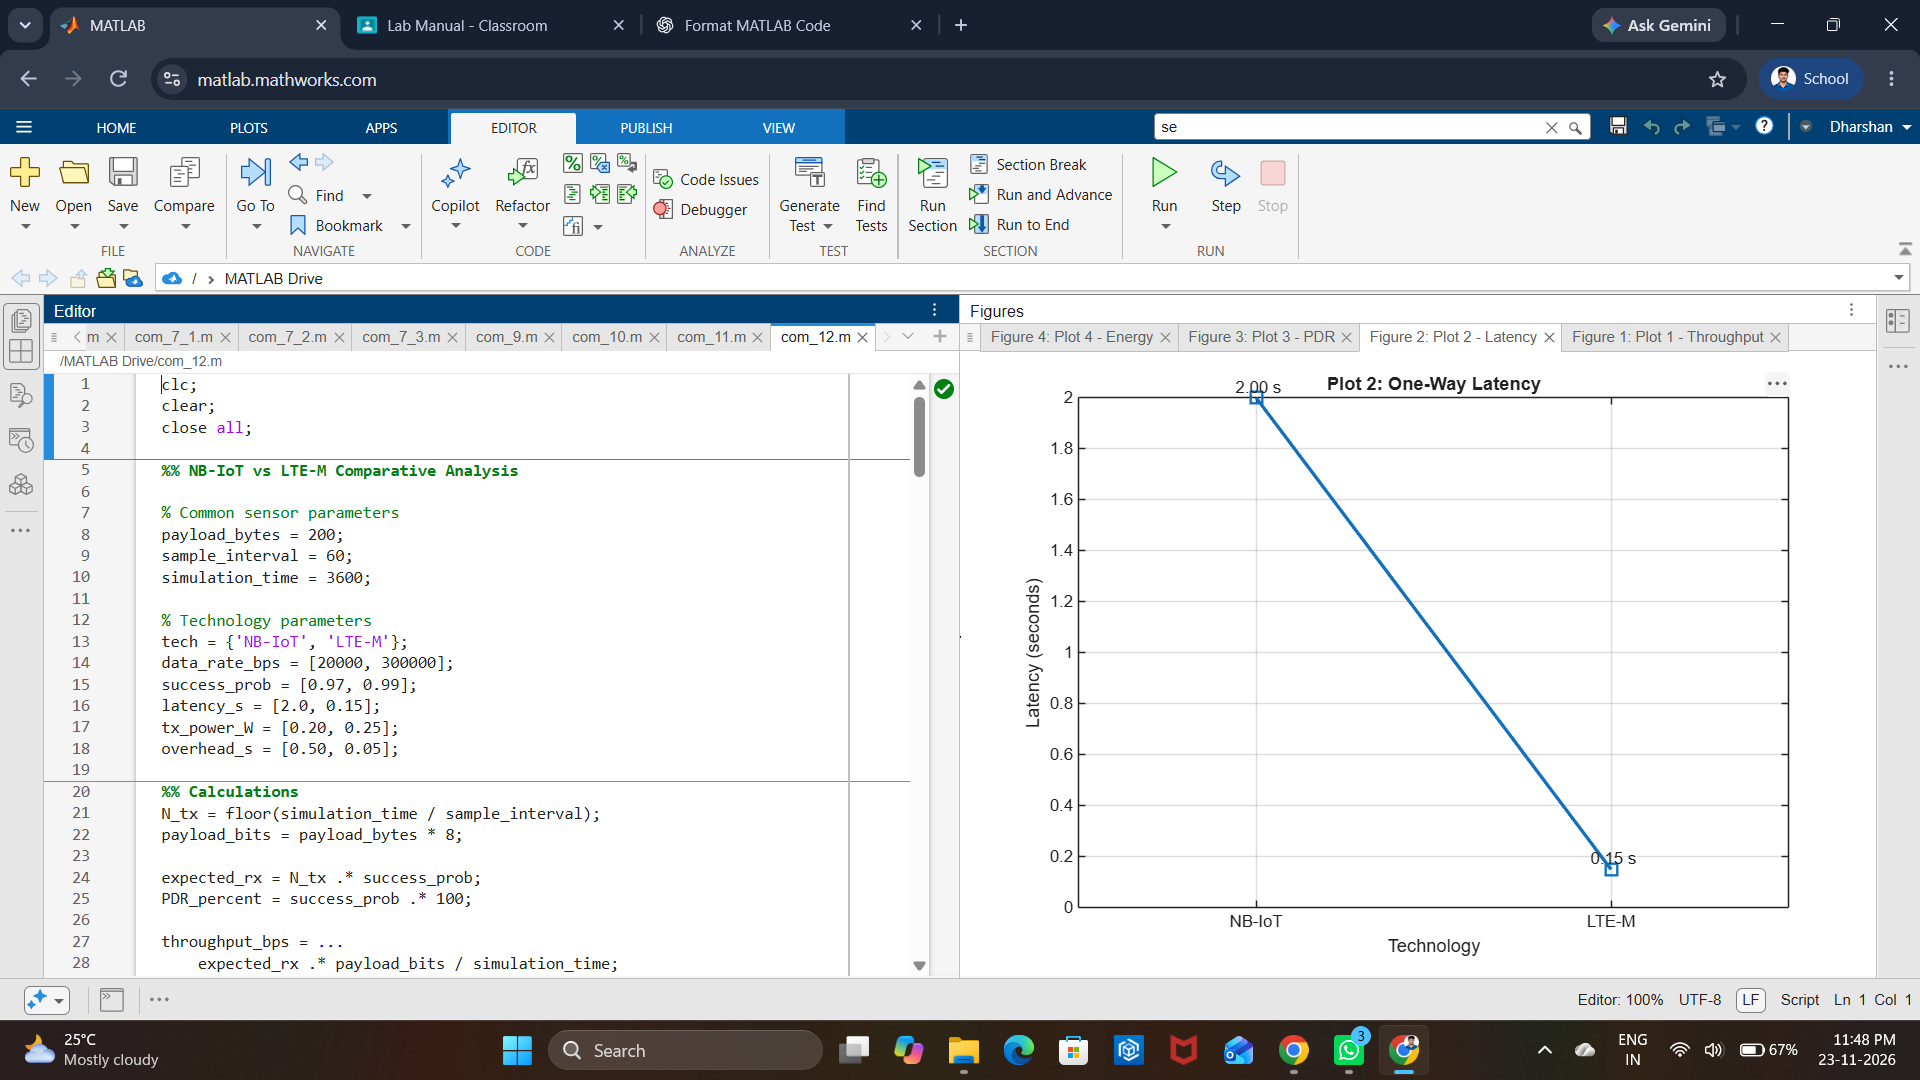 MATLAB
Lab Manual - Classroom
Format MATLAB Code
Ask Gemini
matlab.mathworks.com
School
HOME
PLOTS
APPS
EDITOR
PUBLISH
VIEW
se
Dharshan
New
Open
Save
Compare
FILE
Go To
Find
Bookmark
NAVIGATE
Copilot
Refactor
CODE
Code Issues
Debugger
ANALYZE
Generate
Test
Find
Tests
TEST
Run
Section
Section Break
Run and Advance
Run to End
SECTION
Run
Step
Stop
RUN
/ › MATLAB Drive
Editor
m
com_7_1.m
com_7_2.m
com_7_3.m
com_9.m
com_10.m
com_11.m
com_12.m
/MATLAB Drive/com_12.m
1 clc;
2 clear;
3 close all;
4
5 %% NB-IoT vs LTE-M Comparative Analysis
6
7 % Common sensor parameters
8 payload_bytes = 200;
9 sample_interval = 60;
10 simulation_time = 3600;
11
12 % Technology parameters
13 tech = {'NB-IoT', 'LTE-M'};
14 data_rate_bps = [20000, 300000];
15 success_prob = [0.97, 0.99];
16 latency_s = [2.0, 0.15];
17 tx_power_W = [0.20, 0.25];
18 overhead_s = [0.50, 0.05];
19
20 %% Calculations
21 N_tx = floor(simulation_time / sample_interval);
22 payload_bits = payload_bytes * 8;
23
24 expected_rx = N_tx .* success_prob;
25 PDR_percent = success_prob .* 100;
26
27 throughput_bps = ...
28 expected_rx .* payload_bits / simulation_time;
Figures
Figure 4: Plot 4 - Energy
Figure 3: Plot 3 - PDR
Figure 2: Plot 2 - Latency
Figure 1: Plot 1 - Throughput
Plot 2: One-Way Latency
2.00 s
0.15 s
2
1.8
1.6
1.4
1.2
1
0.8
0.6
0.4
0.2
0
Latency (seconds)
NB-IoT
LTE-M
Technology
Editor: 100%
UTF-8
LF
Script
Ln 1 Col 1
25°C
Mostly cloudy
Search
3
ENG
IN
67%
11:48 PM
23-11-2026